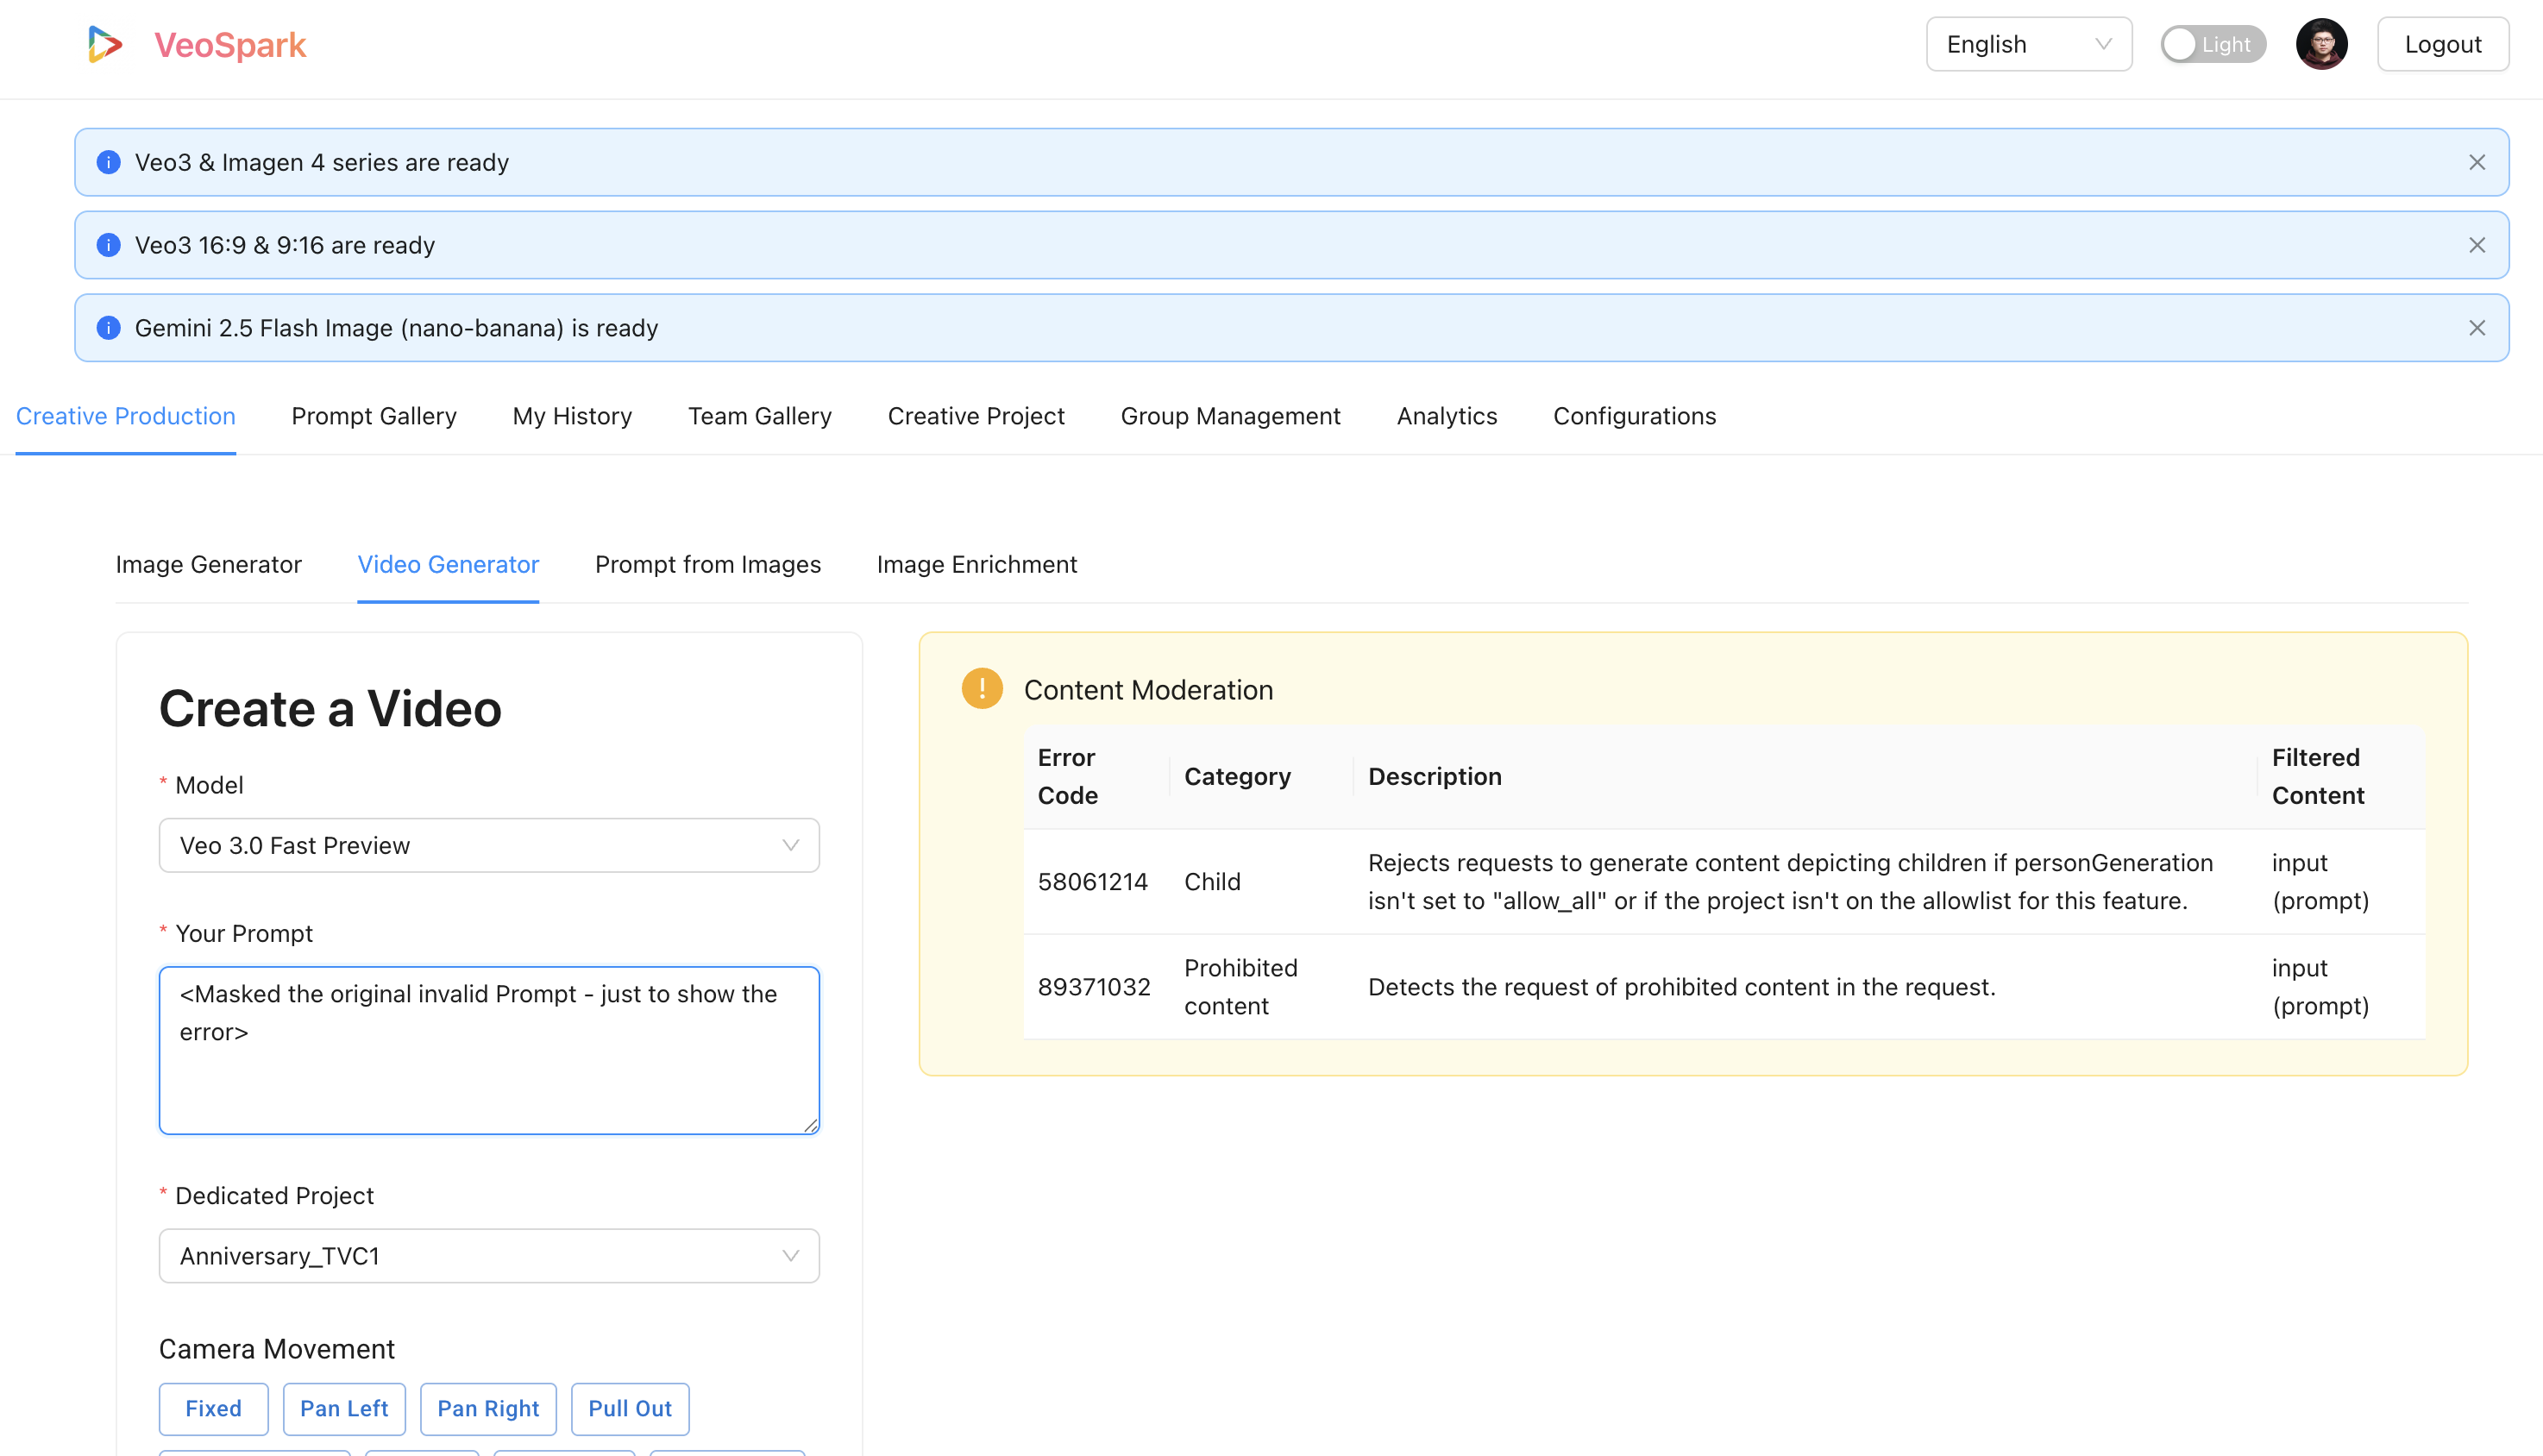 VeoSpark
English
Light
Logout
Veo3 & Imagen 4 series are ready
Veo3 16:9 & 9:16 are ready
Gemini 2.5 Flash Image (nano-banana) is ready
Creative Production
Prompt Gallery
My History
Team Gallery
Creative Project
Group Management
Analytics
Configurations
Image Generator
Video Generator
Prompt from Images
Image Enrichment
Create a Video
* Model
Veo 3.0 Fast Preview
* Your Prompt
<Masked the original invalid Prompt - just to show the
error>
* Dedicated Project
Anniversary_TVC1
Camera Movement
Fixed
Pan Left
Pan Right
Pull Out
Content Moderation
Error
Code
Category
Description
Filtered
Content
58061214
Child
Rejects requests to generate content depicting children if personGeneration
isn't set to "allow_all" or if the project isn't on the allowlist for this feature.
input
(prompt)
89371032
Prohibited
content
Detects the request of prohibited content in the request.
input
(prompt)